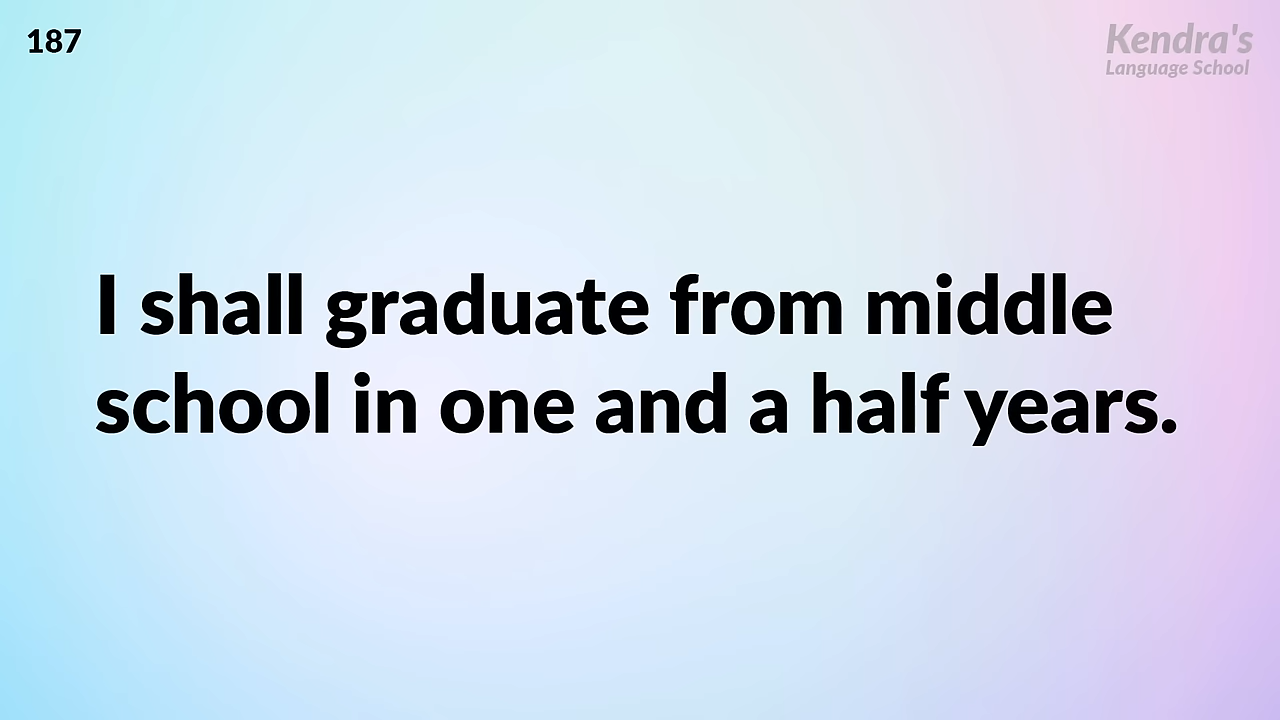 187
Kendra's
Language School
I shall graduate from middle
school in one and a half years.